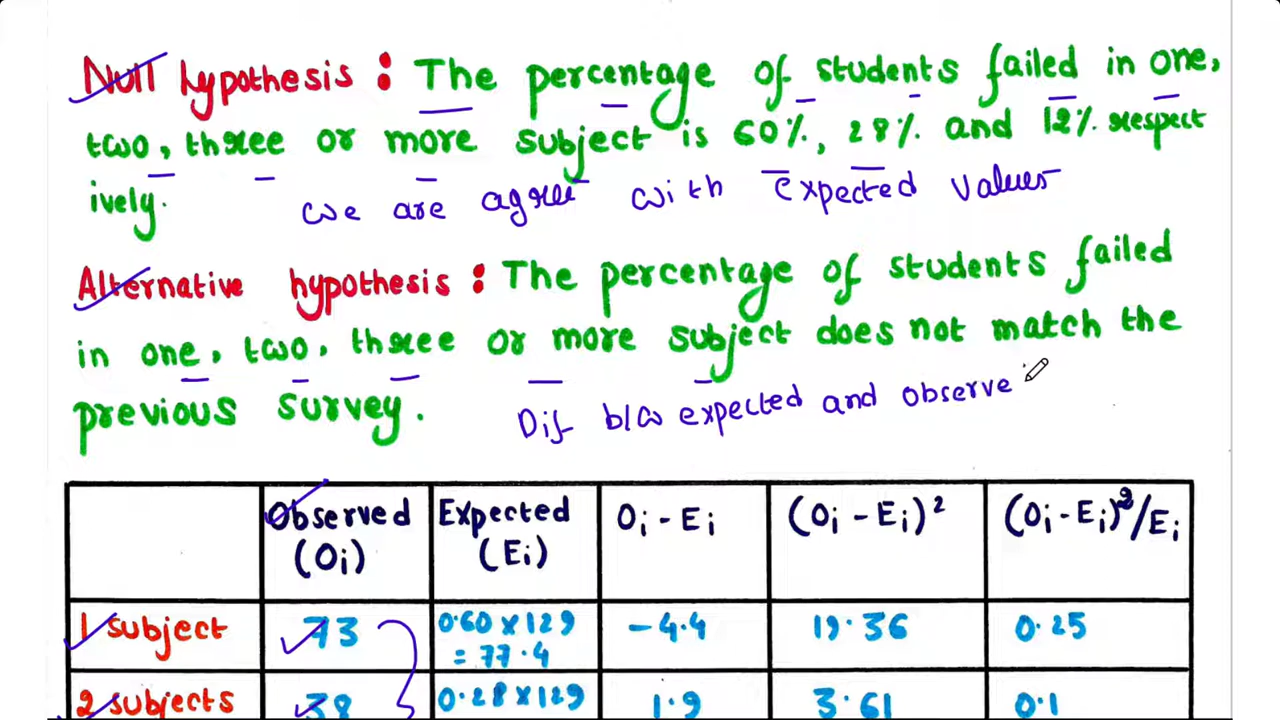 Null hypothesis : The percentage of students failed in one,
two, three or more subject is 60%, 28% and 12% respect
ively.
We are agree with Expected values
Alternative hypothesis : The percentage of students failed
in one, two, three or more subject does not match the
previous survey.
Dif b/w expected and observe
Observed (Oi) Expected (Ei) Oi - Ei (Oi - Ei)² (Oi - Ei)²/Ei
1 subject 73 0.60 x 129 = 77.4 -4.4 19.36 0.25
2 subjects 38 0.28 x 129 1.9 3.61 0.1